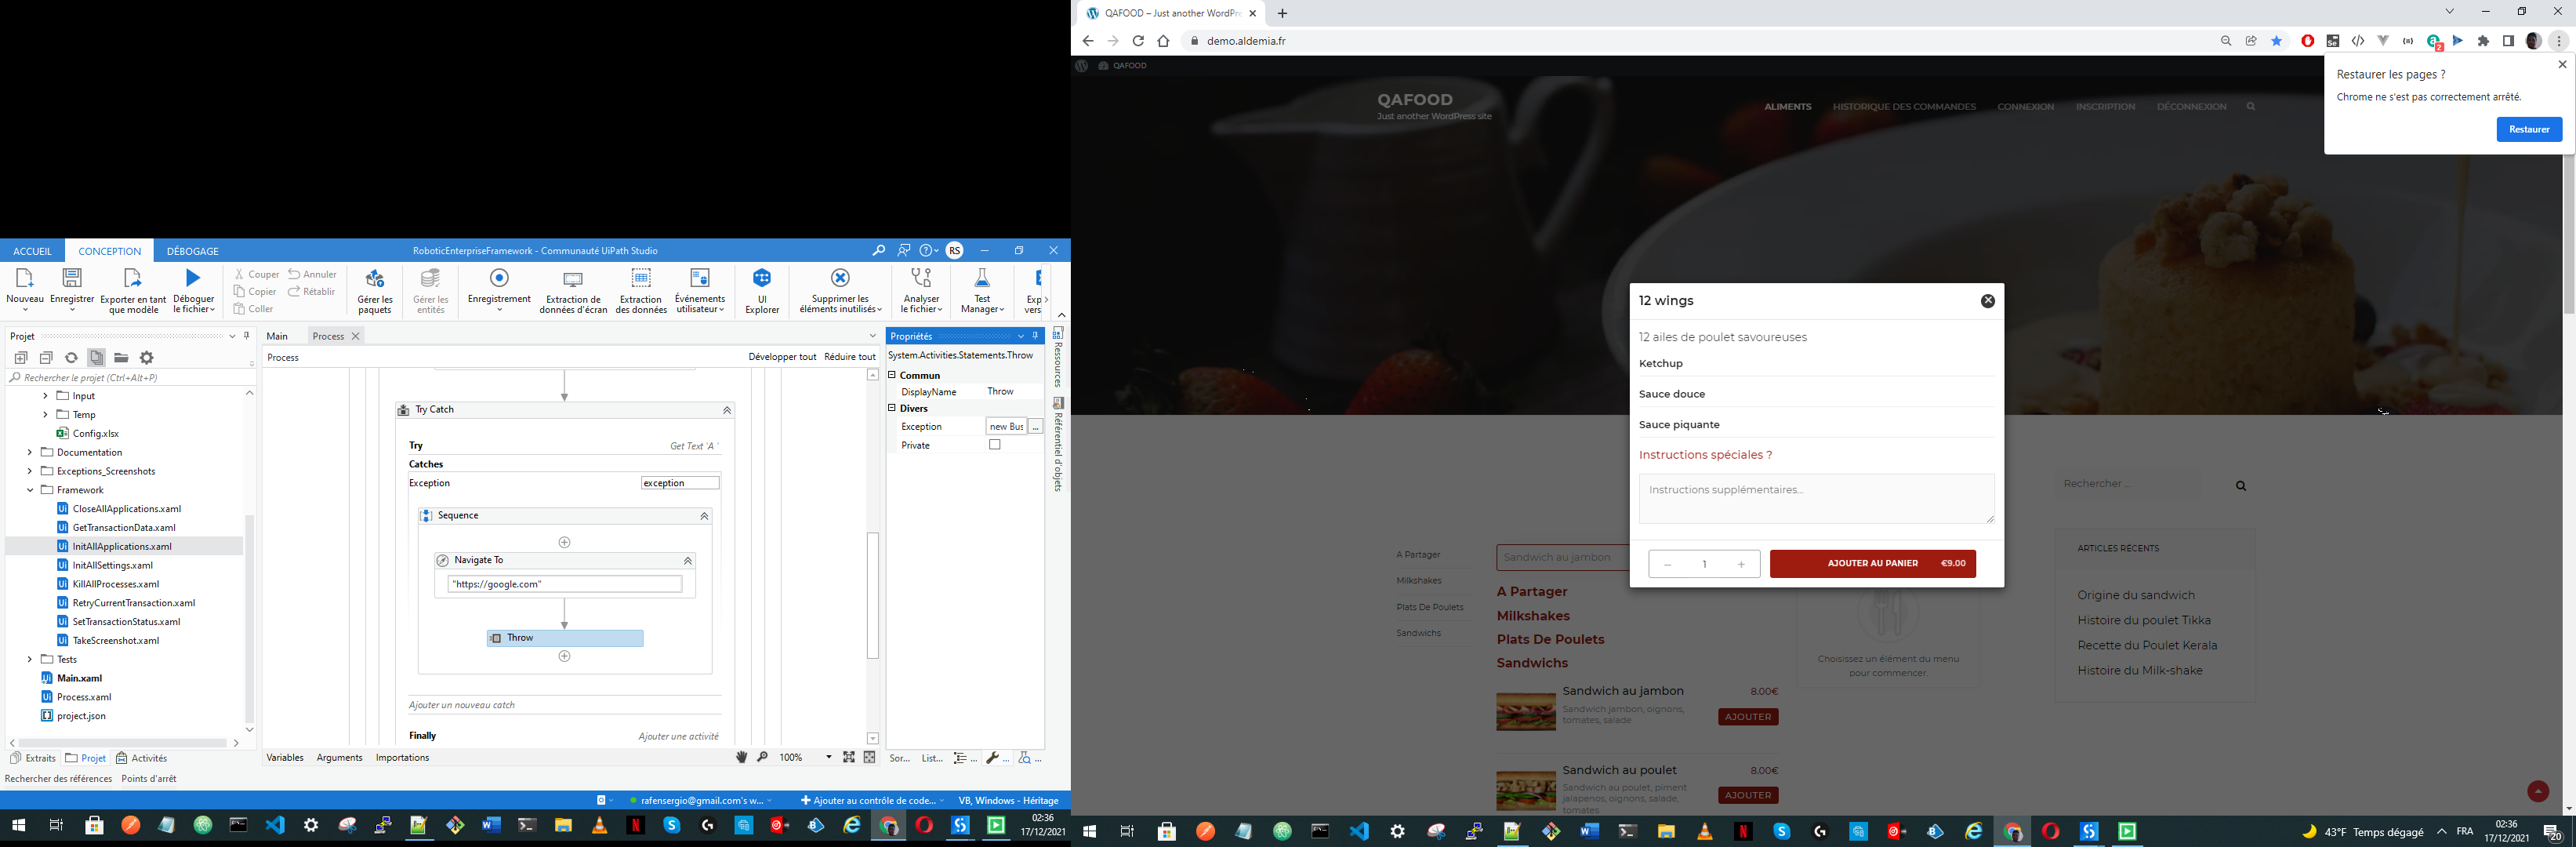 ACCUEIL CONCEPTION DÉBOGAGE RoboticEnterpriseFramework - Communauté UiPath Studio RS
Nouveau Enregistrer Exporter en tant que modèle Déboguer le fichier Couper Copier Coller Annuler Rétablir Gérer les paquets Gérer les entités Enregistrement Extraction de données d'écran Extraction des données Événements utilisateur UI Explorer Supprimer les éléments inutilisés Analyser le fichier Test Manager Exp vers
Projet
Rechercher le projet (Ctrl+Alt+P)
Input
Temp
Config.xlsx
Documentation
Exceptions_Screenshots
Framework
CloseAllApplications.xaml
GetTransactionData.xaml
InitAllApplications.xaml
InitAllSettings.xaml
KillAllProcesses.xaml
RetryCurrentTransaction.xaml
SetTransactionStatus.xaml
TakeScreenshot.xaml
Tests
Main.xaml
Process.xaml
project.json
Extraits Projet Activités
Rechercher des références Points d'arrêt
Main Process
Process Développer tout Réduire tout
Try Catch
Try Get Text 'A '
Catches
Exception exception
Sequence
Navigate To
"https://google.com"
Throw
Ajouter un nouveau catch
Finally Ajouter une activité
Variables Arguments Importations 100%
Propriétés
System.Activities.Statements.Throw
Commun
DisplayName Throw
Divers
Exception new Bus ...
Private
Sor... List... ... ... ...
Ressources
Référentiel d'objets
rafensergio@gmail.com's w... Ajouter au contrôle de code... VB, Windows - Héritage
02:36
17/12/2021
QAFOOD – Just another WordPre
demo.aldemia.fr
2
QAFOOD
Restaurer les pages ?
Chrome ne s'est pas correctement arrêté.
Restaurer
QAFOOD
Just another WordPress site
ALIMENTS HISTORIQUE DES COMMANDES CONNEXION INSCRIPTION DÉCONNEXION
12 wings
12 ailes de poulet savoureuses
Ketchup
Sauce douce
Sauce piquante
Instructions spéciales ?
Instructions supplémentaires...
1 AJOUTER AU PANIER €9.00
A Partager
Milkshakes
Plats De Poulets
Sandwichs
Sandwich au jambon
A Partager
Milkshakes
Plats De Poulets
Sandwichs
Sandwich au jambon 8.00€
Sandwich jambon, oignons,
tomates, salade
AJOUTER
Sandwich au poulet 8.00€
Sandwich au poulet, piment
jalapenos, oignons, salade,
tomates
AJOUTER
Choisissez un élément du menu
pour commencer.
Rechercher ...
ARTICLES RÉCENTS
Origine du sandwich
Histoire du poulet Tikka
Recette du Poulet Kerala
Histoire du Milk-shake
43°F Temps dégagé FRA
02:36
17/12/2021
20